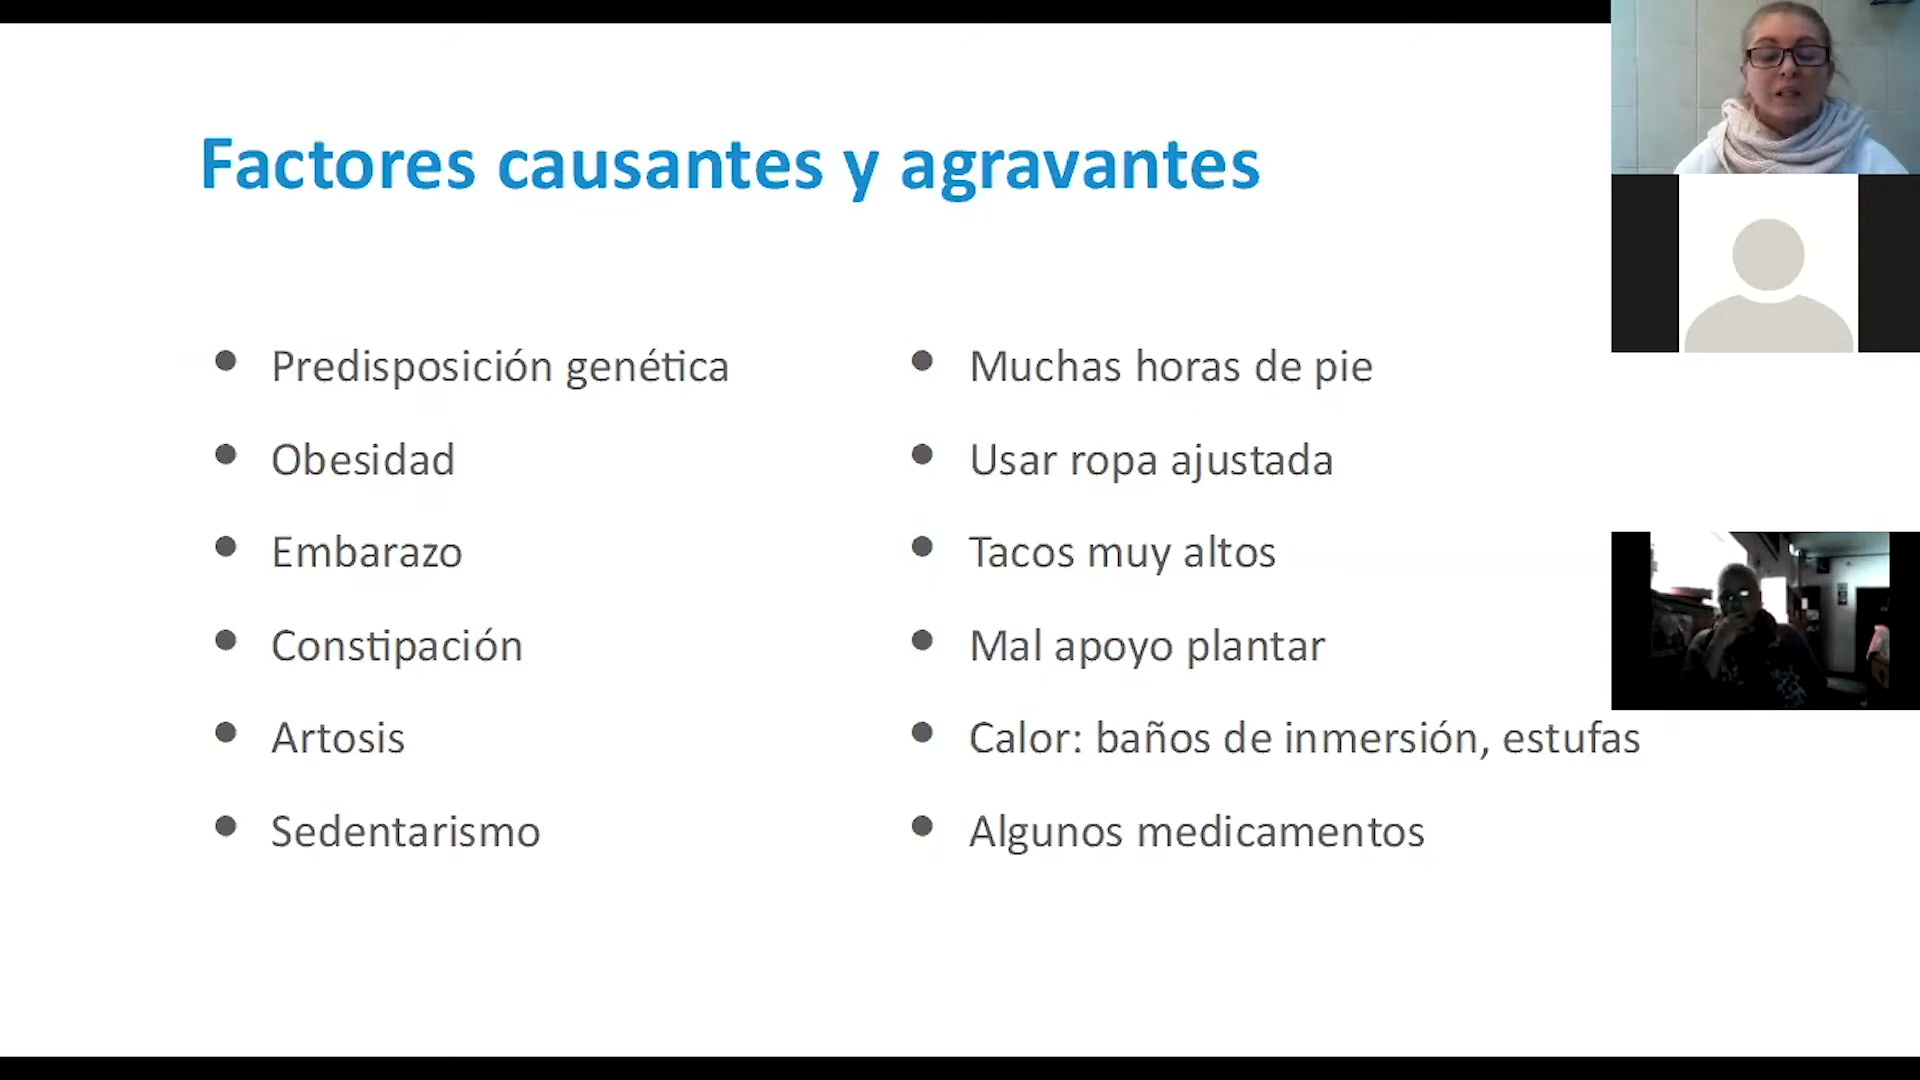 Factores causantes y agravantes
• Predisposición genética
• Obesidad
• Embarazo
• Constipación
• Artosis
• Sedentarismo
• Muchas horas de pie
• Usar ropa ajustada
• Tacos muy altos
• Mal apoyo plantar
• Calor: baños de inmersión, estufas
• Algunos medicamentos